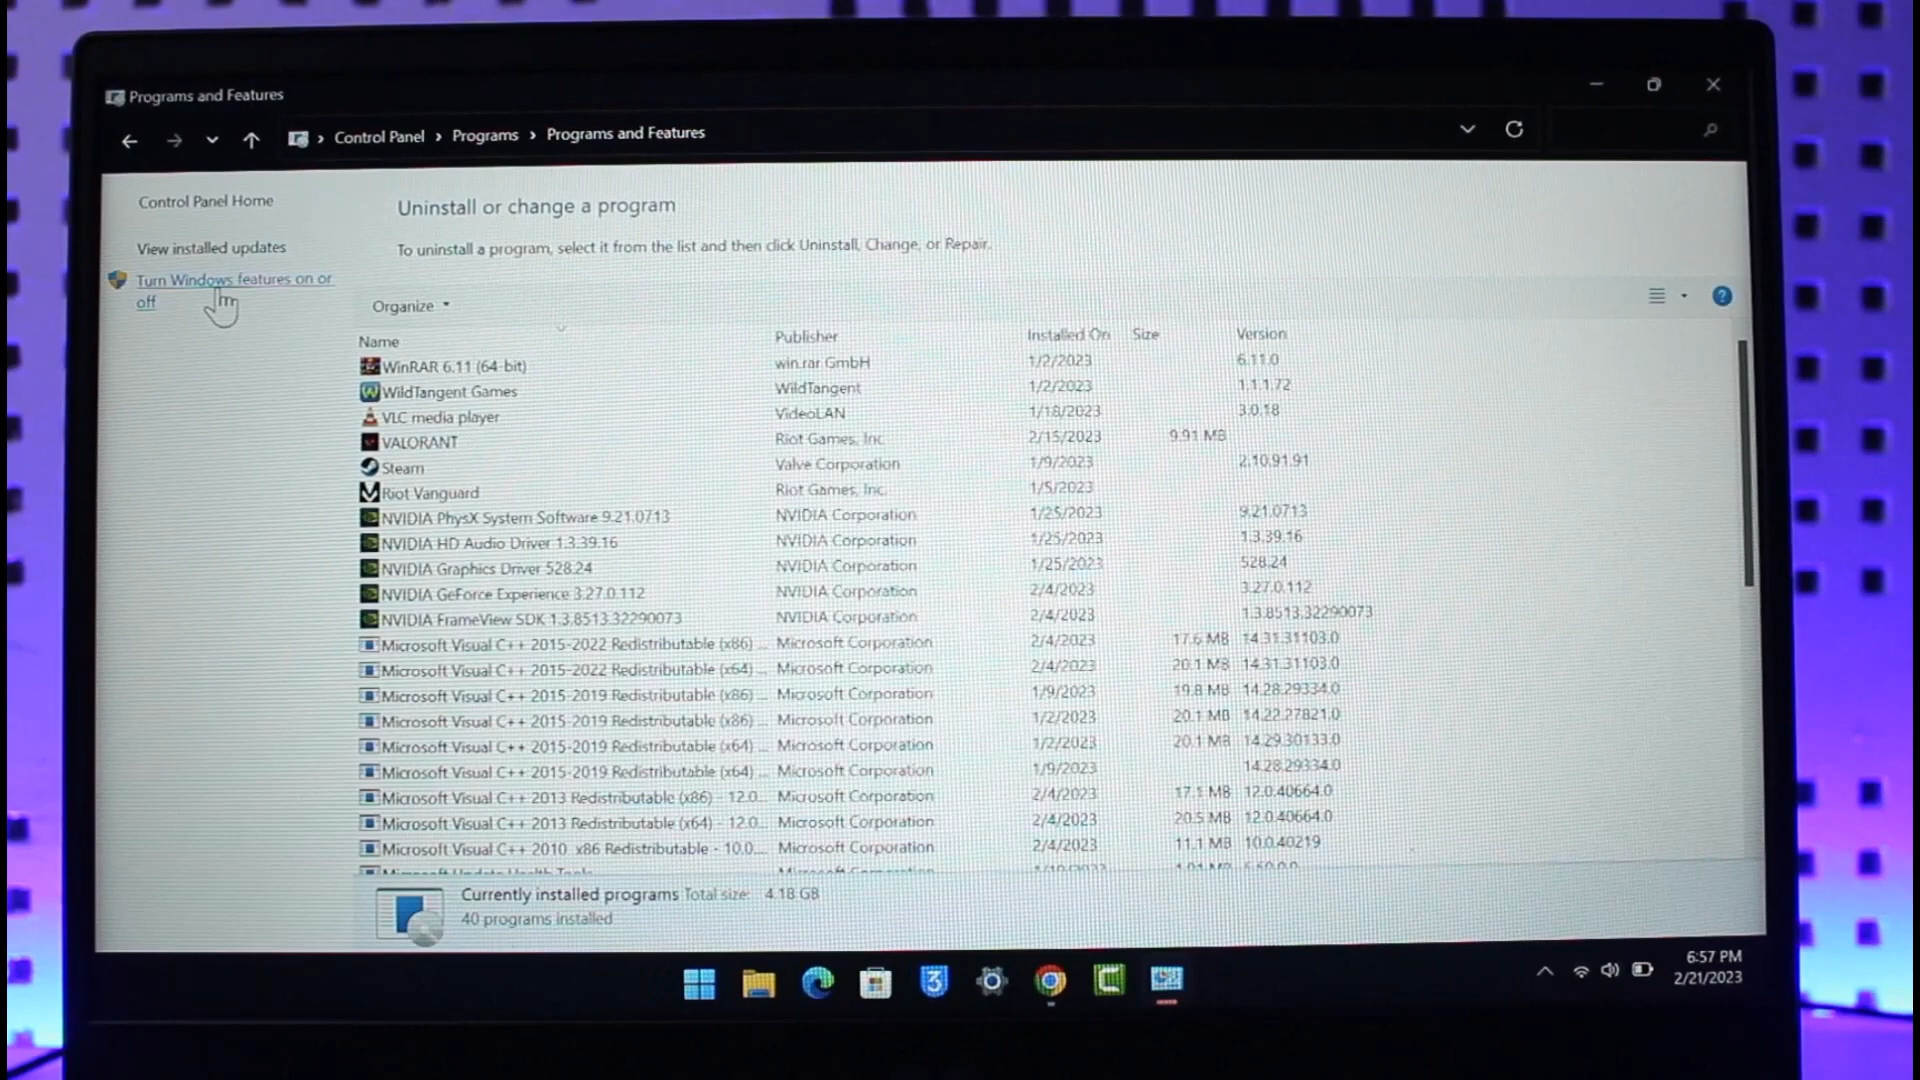 Programs and Features
Control Panel › Programs › Programs and Features
Control Panel Home
View installed updates
Turn Windows features on or
off
Uninstall or change a program
To uninstall a program, select it from the list and then click Uninstall, Change, or Repair.
Organize
Name Publisher Installed On Size Version
WinRAR 6.11 (64-bit) win.rar GmbH 1/2/2023 6.11.0
WildTangent Games WildTangent 1/2/2023 1.1.1.72
VLC media player VideoLAN 1/18/2023 3.0.18
VALORANT Riot Games, Inc 2/15/2023 9.91 MB
Steam Valve Corporation 1/9/2023 2.10.91.91
Riot Vanguard Riot Games, Inc. 1/5/2023
NVIDIA PhysX System Software 9.21.0713 NVIDIA Corporation 1/25/2023 9.21.0713
NVIDIA HD Audio Driver 1.3.39.16 NVIDIA Corporation 1/25/2023 1.3.39.16
NVIDIA Graphics Driver 528.24 NVIDIA Corporation 1/25/2023 528.24
NVIDIA GeForce Experience 3.27.0.112 NVIDIA Corporation 2/4/2023 3.27.0.112
NVIDIA FrameView SDK 1.3.8513.32290073 NVIDIA Corporation 2/4/2023 1.3.8513.32290073
Microsoft Visual C++ 2015-2022 Redistributable (x86) ... Microsoft Corporation 2/4/2023 17.6 MB 14.31.31103.0
Microsoft Visual C++ 2015-2022 Redistributable (x64) ... Microsoft Corporation 2/4/2023 20.1 MB 14.31.31103.0
Microsoft Visual C++ 2015-2019 Redistributable (x86) ... Microsoft Corporation 1/9/2023 19.8 MB 14.28.29334.0
Microsoft Visual C++ 2015-2019 Redistributable (x86) ... Microsoft Corporation 1/2/2023 20.1 MB 14.22.27821.0
Microsoft Visual C++ 2015-2019 Redistributable (x64) ... Microsoft Corporation 1/2/2023 20.1 MB 14.29.30133.0
Microsoft Visual C++ 2015-2019 Redistributable (x64) ... Microsoft Corporation 1/9/2023 14.28.29334.0
Microsoft Visual C++ 2013 Redistributable (x86) - 12.0... Microsoft Corporation 2/4/2023 17.1 MB 12.0.40664.0
Microsoft Visual C++ 2013 Redistributable (x64) - 12.0... Microsoft Corporation 2/4/2023 20.5 MB 12.0.40664.0
Microsoft Visual C++ 2010 x86 Redistributable - 10.0... Microsoft Corporation 2/4/2023 11.1 MB 10.0.40219
Microsoft Update Health Tools
Currently installed programs Total size: 4.18 GB
40 programs installed
6:57 PM
2/21/2023